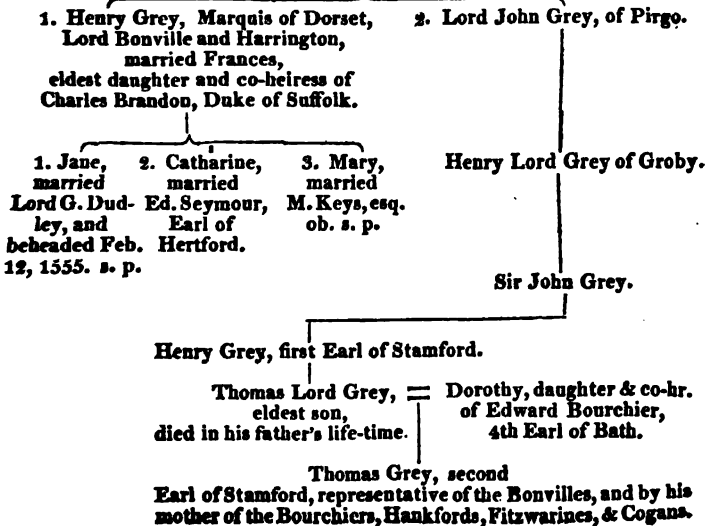 1. Henry Grey, Marquis of Dorset,
Lord Bonville and Harrington,
married Frances,
eldest daughter and co-heiress of
Charles Brandon, Duke of Suffolk.
2. Lord John Grey, of Pirgo.
1. Jane,
married
Lord G. Dud-
ley, and
beheaded Feb.
12, 1555. s. p.
2. Catharine,
married
Ed. Seymour,
Earl of
Hertford.
3. Mary,
married
M. Keys, esq.
ob. s. p.
Henry Lord Grey of Groby.
Sir John Grey.
Henry Grey, first Earl of Stamford.
Thomas Lord Grey,
eldest son,
died in his father's life-time.
=
Dorothy, daughter & co-hr.
of Edward Bourchier,
4th Earl of Bath.
Thomas Grey, second
Earl of Stamford, representative of the Bonvilles, and by his
mother of the Bourchiers, Hankfords, Fitzwarines, & Cogans.